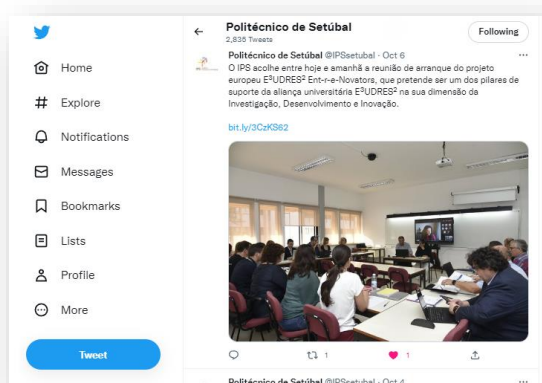 Politécnico de Setúbal
2,835 Tweets
Following
Home
Explore
Notifications
Messages
Bookmarks
Lists
Profile
More
Tweet
Politécnico de Setúbal @IPSsetubal · Oct 6
O IPS acolhe entre hoje e amanhã a reunião de arranque do projeto
europeu E³UDRES² Ent-r-e-Novators, que pretende ser um dos pilares de
suporte da aliança universitária E³UDRES² na sua dimensão da
Investigação, Desenvolvimento e Inovação.
bit.ly/3CzKS62
1
1
Politécnico de Setúbal @IPSsetubal · Oct 4